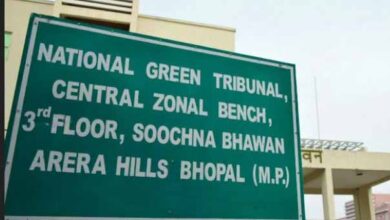 NATIONAL GREEN TRIBUNAL,
CENTRAL ZONAL BENCH,
3rd FLOOR, SOOCHNA BHAWAN
ARERA HILLS BHOPAL (M.P.)